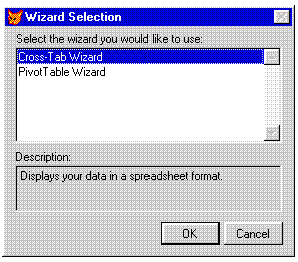 Wizard Selection
Select the wizard you would like to use:
Cross-Tab Wizard
PivotTable Wizard
Description:
Displays your data in a spreadsheet format.
OK
Cancel